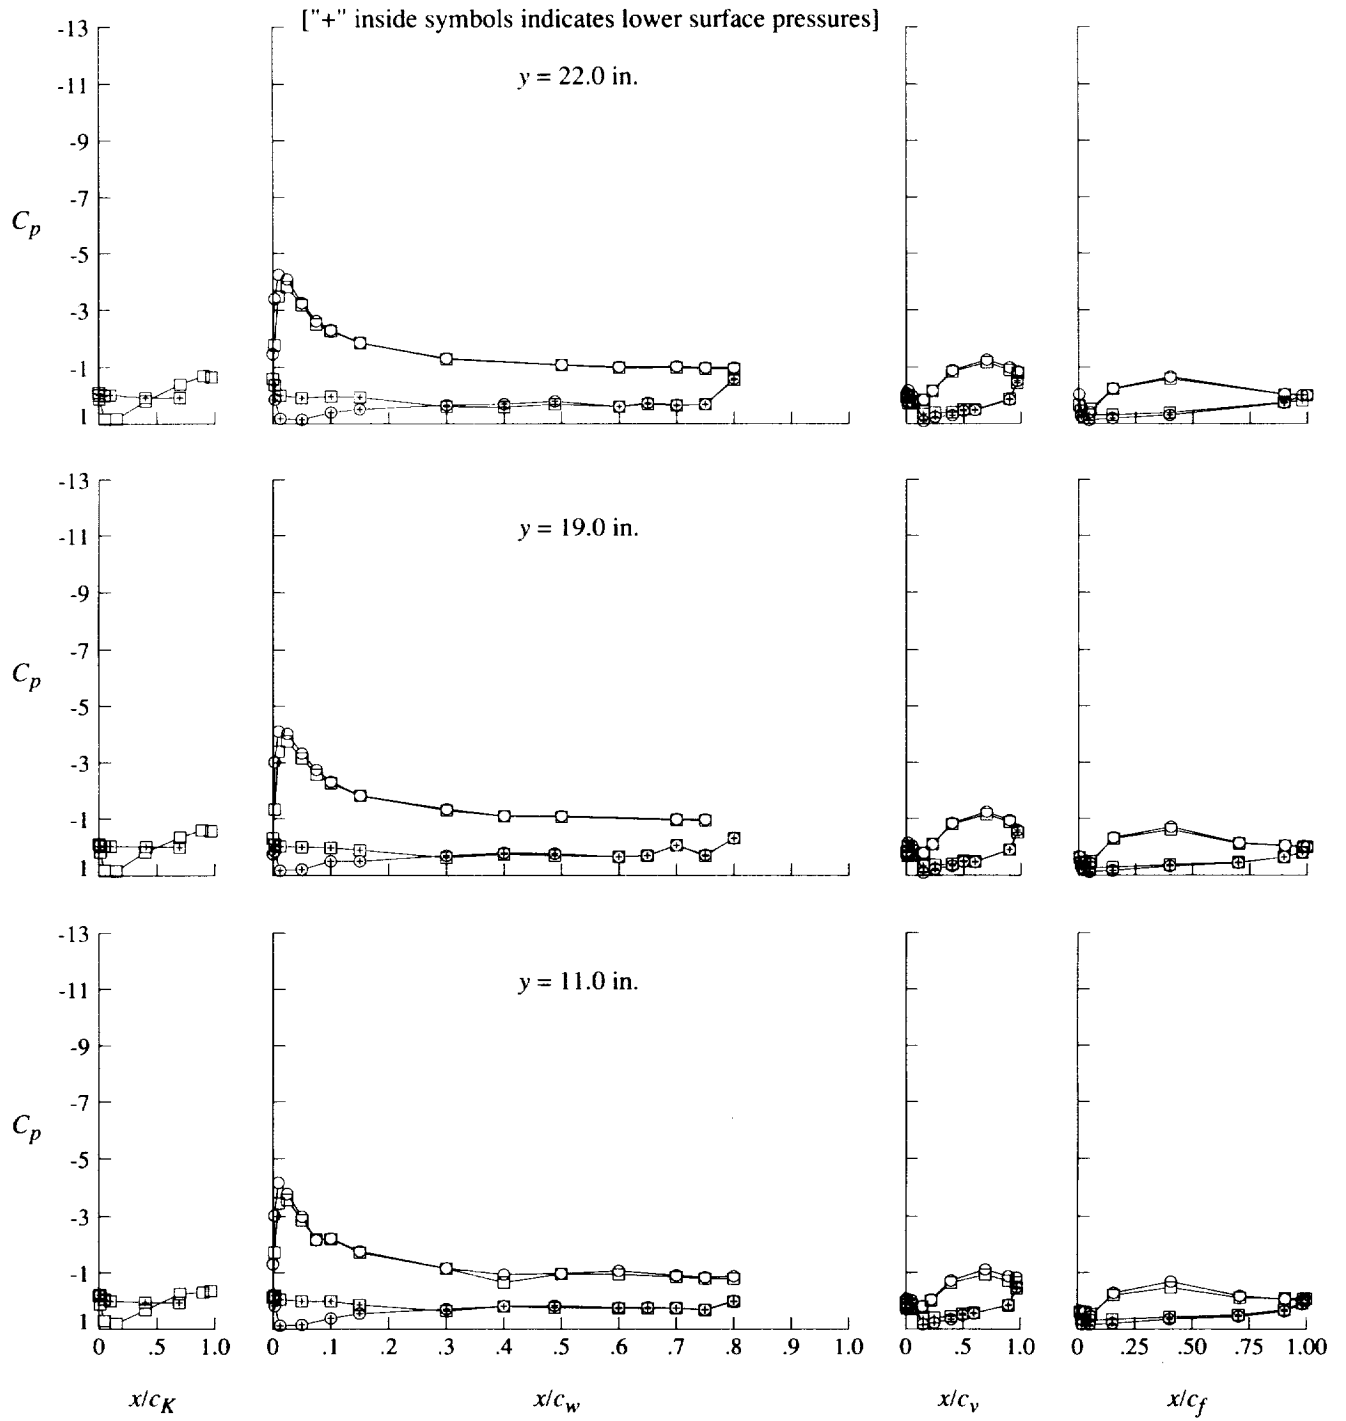 ["+" inside symbols indicates lower surface pressures]
-13
-11
-9
-7
-5
-3
-1
1
C_p
y = 22.0 in.
-13
-11
-9
-7
-5
-3
-1
1
C_p
y = 19.0 in.
-13
-11
-9
-7
-5
-3
-1
1
C_p
y = 11.0 in.
0 .5 1.0 0 .1 .2 .3 .4 .5 .6 .7 .8 .9 1.0 0 .5 1.0 0 .25 .50 .75 1.00
x/c_K x/c_w x/c_v x/c_f